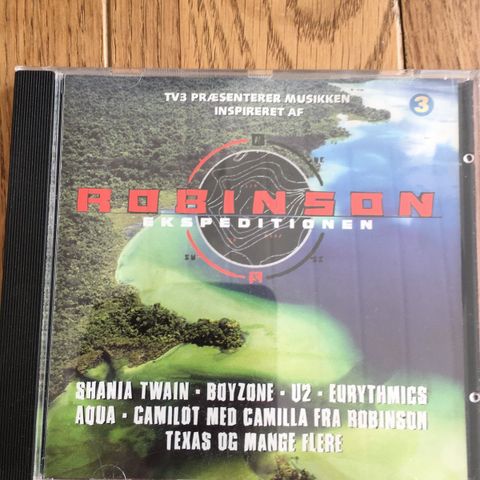 TV3 PRÆSENTERER MUSIKKEN
INSPIRERET AF
3
ROBINSON
EKSPEDITIONEN
SHANIA TWAIN · BOYZONE · U2 · EURYTHMICS
AQUA · CAMILOT MED CAMILLA FRA ROBINSON
TEXAS OG MANGE FLERE